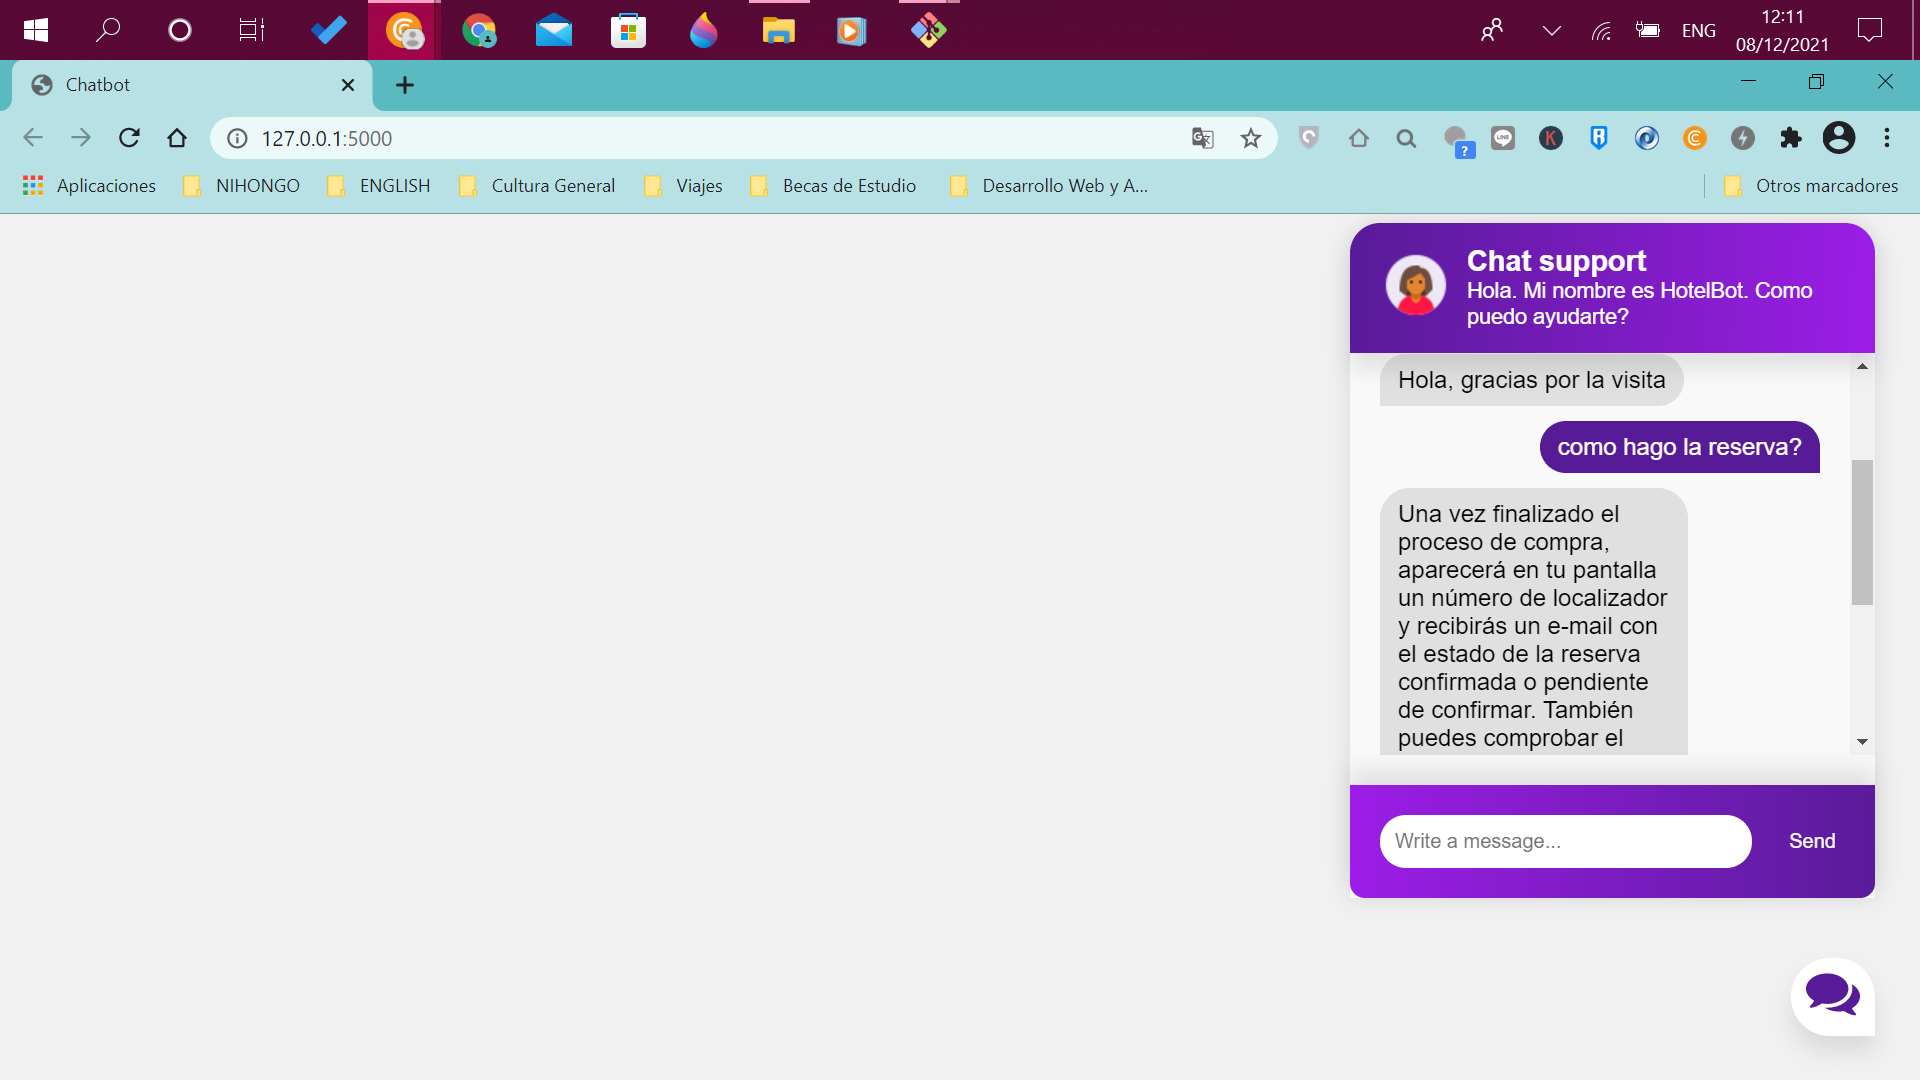 ENG
12:11
08/12/2021
Chatbot
127.0.0.1:5000
Aplicaciones
NIHONGO
ENGLISH
Cultura General
Viajes
Becas de Estudio
Desarrollo Web y A...
Otros marcadores
Chat support
Hola. Mi nombre es HotelBot. Como
puedo ayudarte?
Hola, gracias por la visita
como hago la reserva?
Una vez finalizado el
proceso de compra,
aparecerá en tu pantalla
un número de localizador
y recibirás un e-mail con
el estado de la reserva
confirmada o pendiente
de confirmar. También
puedes comprobar el
Write a message...
Send